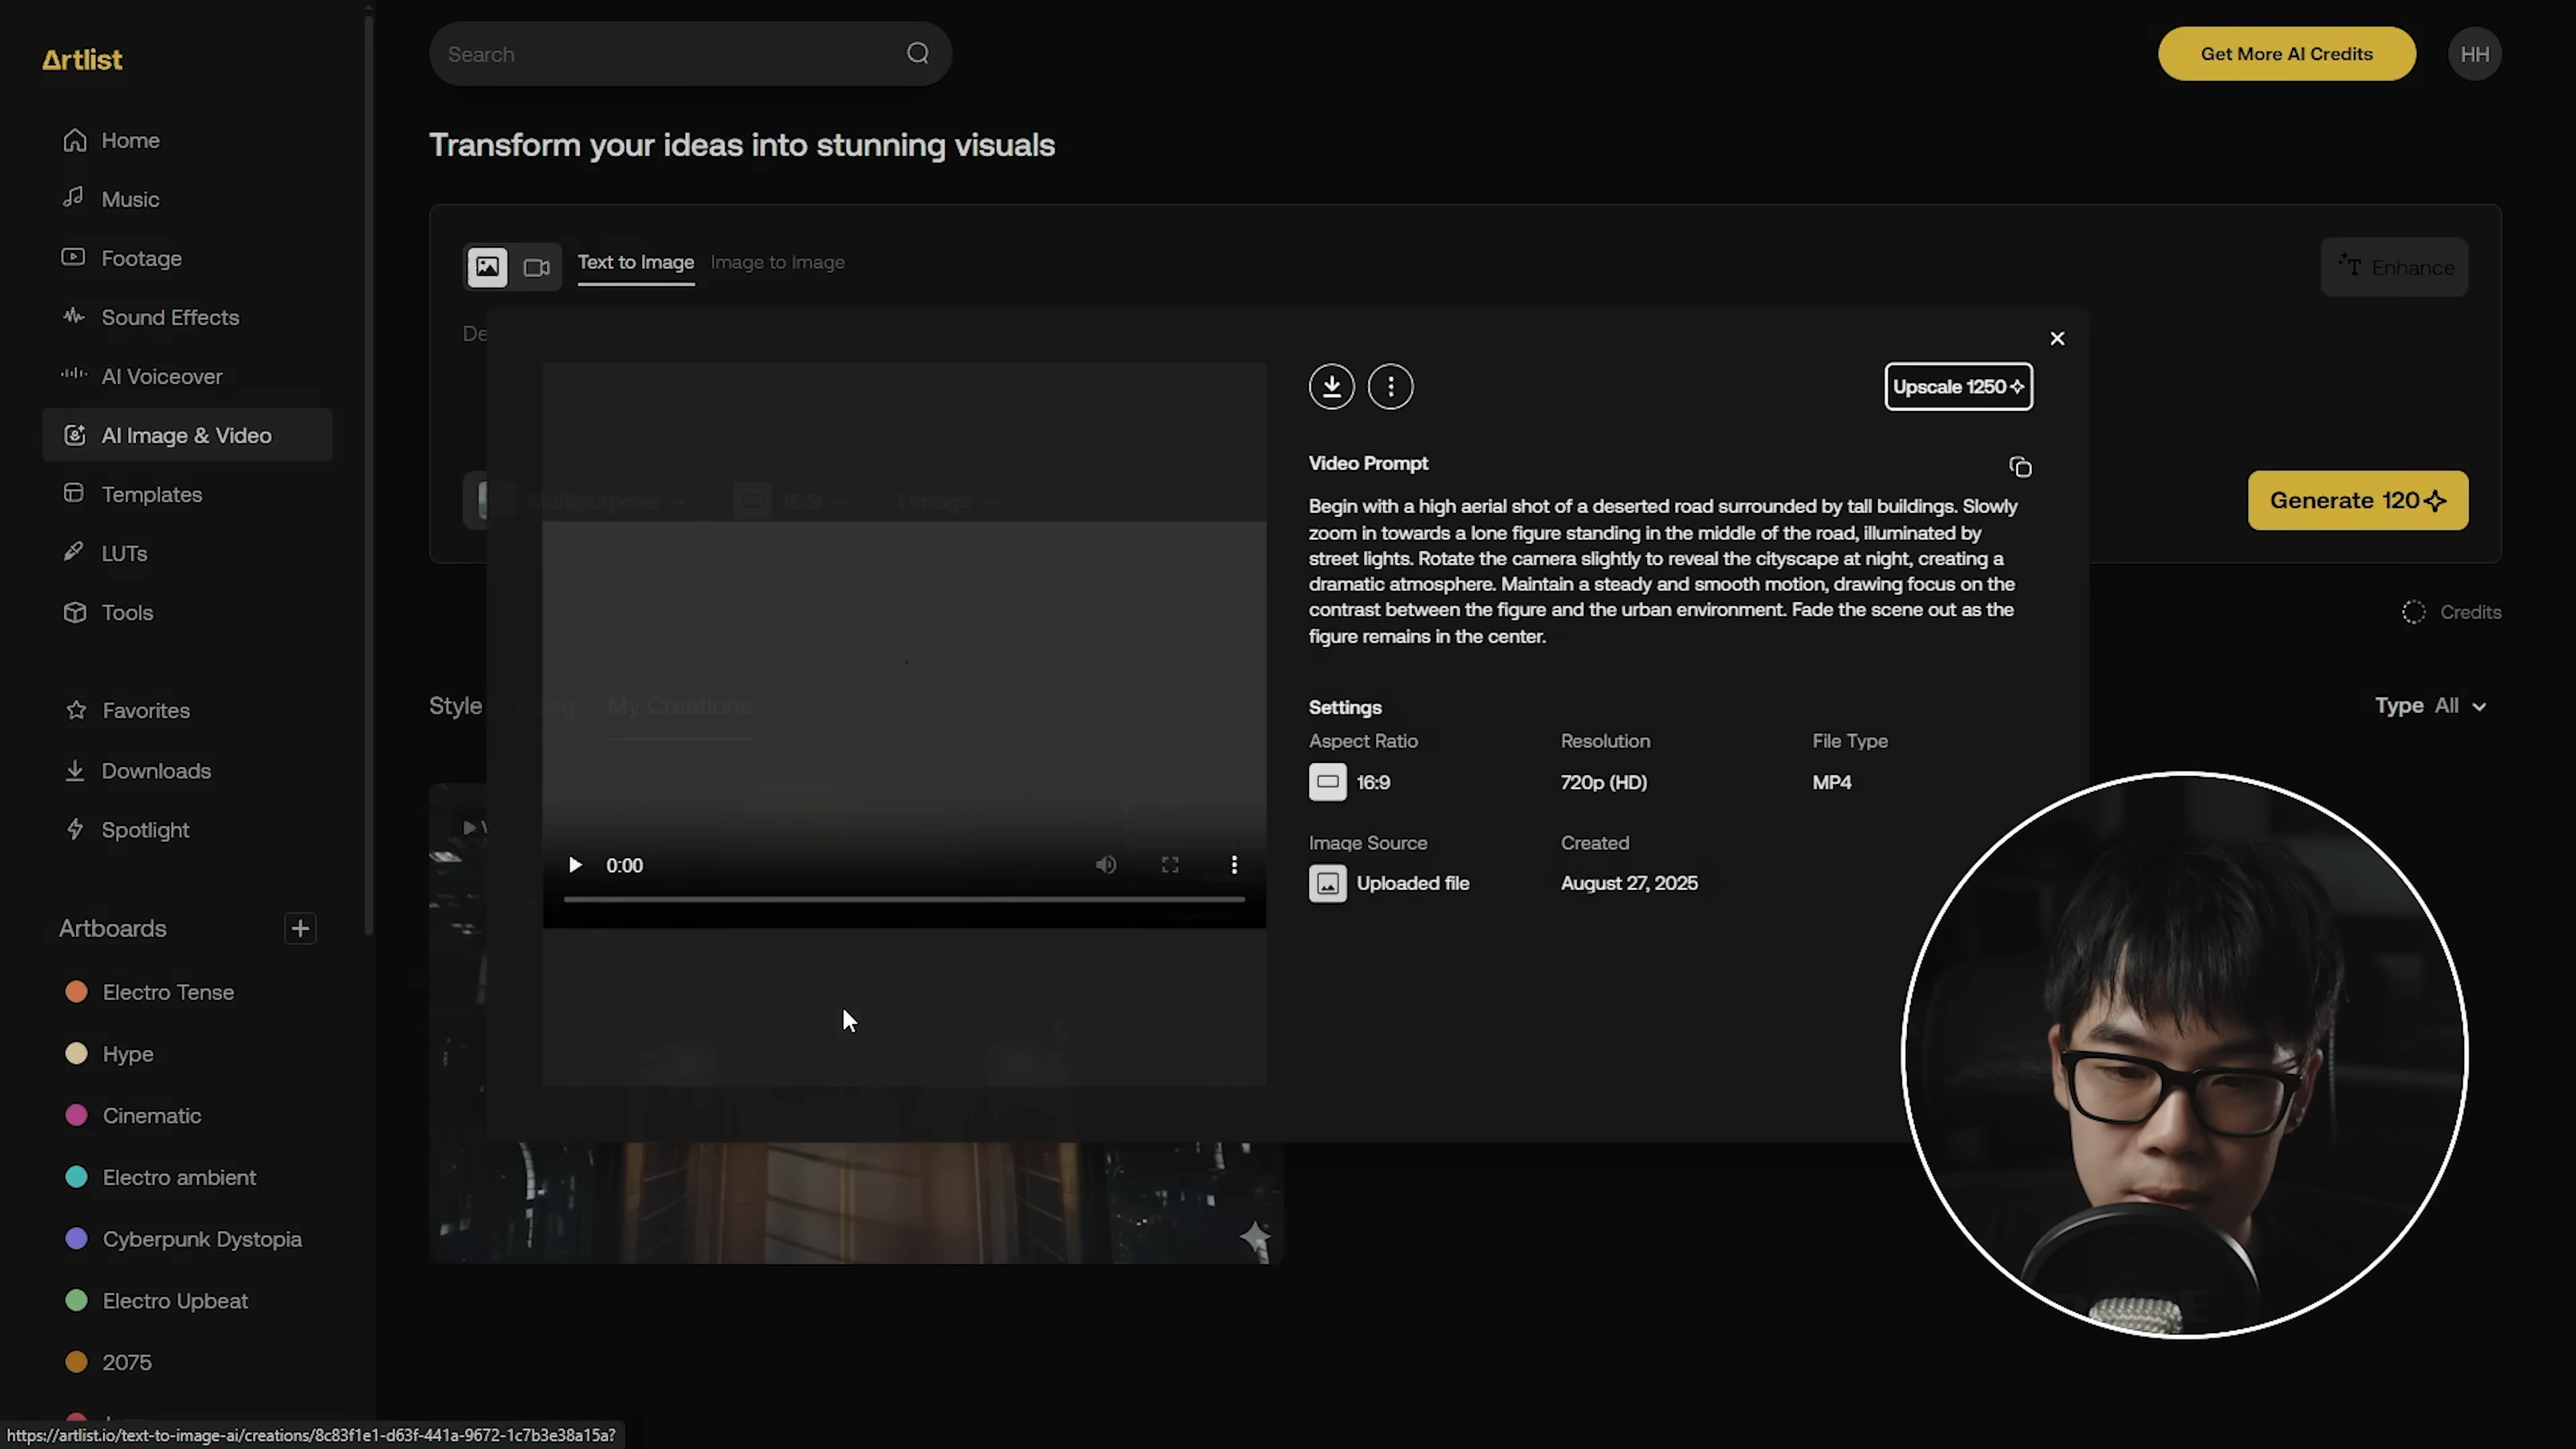 Artlist
Search
Get More AI Credits
HH
Home
Music
Footage
Sound Effects
AI Voiceover
AI Image & Video
Templates
LUTs
Tools
Favorites
Downloads
Spotlight
Artboards
Electro Tense
Hype
Cinematic
Electro ambient
Cyberpunk Dystopia
Electro Upbeat
2075
Transform your ideas into stunning visuals
Text to Image Image to Image
Enhance
De
Multipurpose 16:9 1 Image
Generate 120
Credits
Style My Creations
Type All
0:00
Upscale 1250
Video Prompt
Begin with a high aerial shot of a deserted road surrounded by tall buildings. Slowly
zoom in towards a lone figure standing in the middle of the road, illuminated by
street lights. Rotate the camera slightly to reveal the cityscape at night, creating a
dramatic atmosphere. Maintain a steady and smooth motion, drawing focus on the
contrast between the figure and the urban environment. Fade the scene out as the
figure remains in the center.
Settings
Aspect Ratio Resolution File Type
16:9 720p (HD) MP4
Image Source Created
Uploaded file August 27, 2025
https://artlist.io/text-to-image-ai/creations/8c83f1e1-d63f-441a-9672-1c7b3e38a15a?